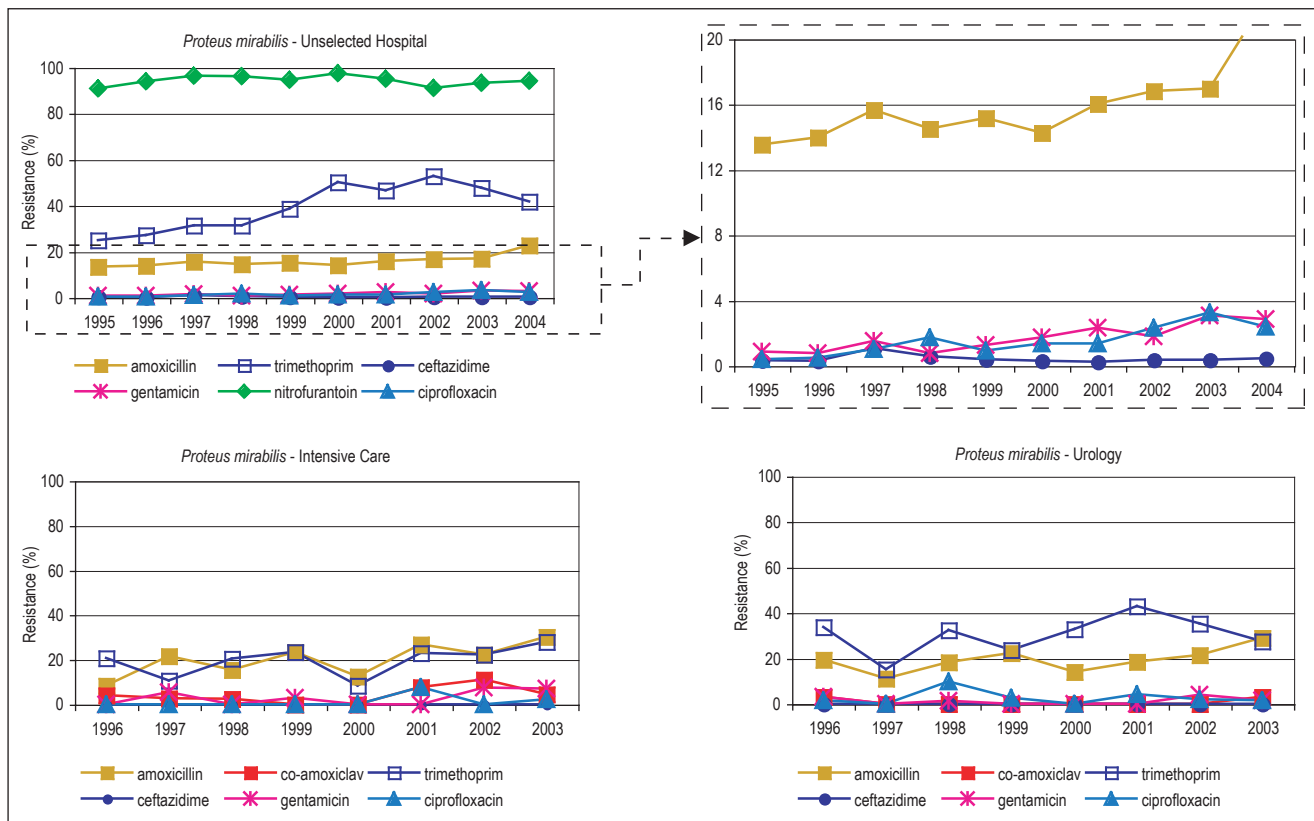 Proteus mirabilis - Unselected Hospital
Resistance (%)
100
80
60
40
20
0
1995 1996 1997 1998 1999 2000 2001 2002 2003 2004
amoxicillin trimethoprim ceftazidime
gentamicin nitrofurantoin ciprofloxacin
20
16
12
8
4
0
1995 1996 1997 1998 1999 2000 2001 2002 2003 2004
Proteus mirabilis - Intensive Care
Resistance (%)
100
80
60
40
20
0
1996 1997 1998 1999 2000 2001 2002 2003
amoxicillin co-amoxiclav trimethoprim
ceftazidime gentamicin ciprofloxacin
Proteus mirabilis - Urology
Resistance (%)
100
80
60
40
20
0
1996 1997 1998 1999 2000 2001 2002 2003
amoxicillin co-amoxiclav trimethoprim
ceftazidime gentamicin ciprofloxacin